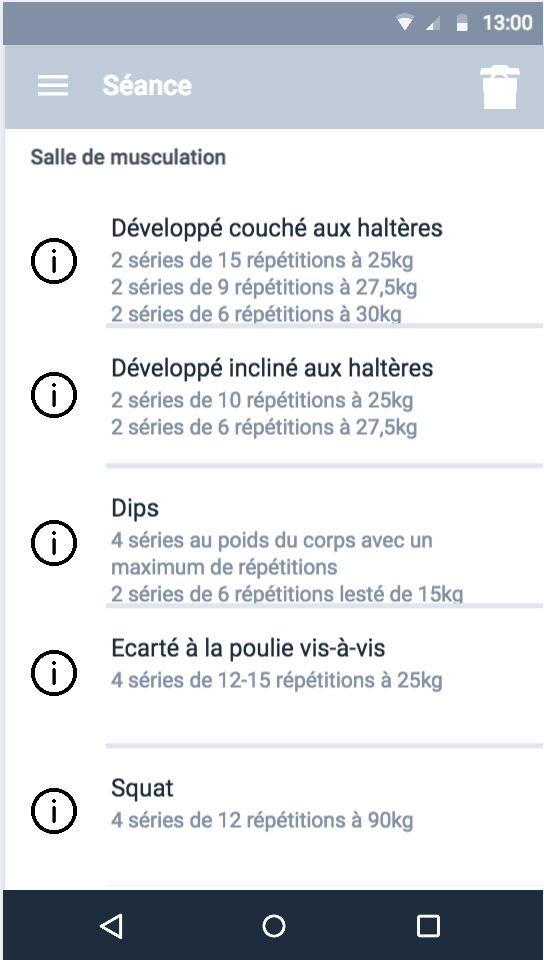 13:00
Séance
Salle de musculation
Développé couché aux haltères
2 séries de 15 répétitions à 25kg
2 séries de 9 répétitions à 27,5kg
2 séries de 6 répétitions à 30kg
Développé incliné aux haltères
2 séries de 10 répétitions à 25kg
2 séries de 6 répétitions à 27,5kg
Dips
4 séries au poids du corps avec un
maximum de répétitions
2 séries de 6 répétitions lesté de 15kg
Ecarté à la poulie vis-à-vis
4 séries de 12-15 répétitions à 25kg
Squat
4 séries de 12 répétitions à 90kg